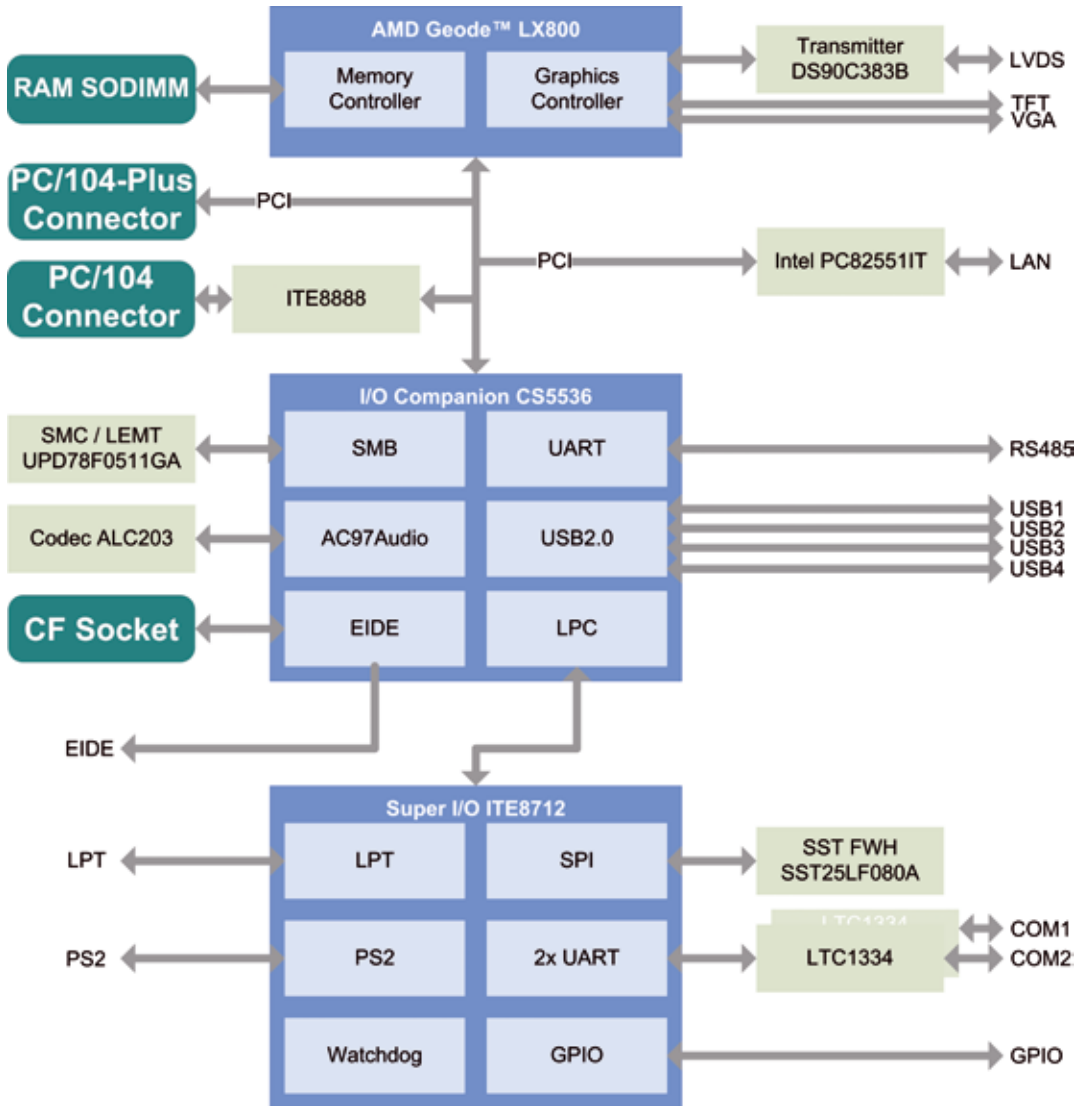 AMD Geode™ LX800
RAM SODIMM
Memory
Controller
Graphics
Controller
Transmitter
DS90C383B
LVDS
TFT
VGA
PC/104-Plus
Connector
PCI
PCI
Intel PC82551IT
LAN
PC/104
Connector
ITE8888
I/O Companion CS5536
SMC / LEMT
UPD78F0511GA
SMB
UART
RS485
Codec ALC203
AC97Audio
USB2.0
USB1
USB2
USB3
USB4
CF Socket
EIDE
LPC
EIDE
Super I/O ITE8712
LPT
LPT
SPI
SST FWH
SST25LF080A
PS2
PS2
2x UART
LTC1334
LTC1334
COM1
COM2
Watchdog
GPIO
GPIO